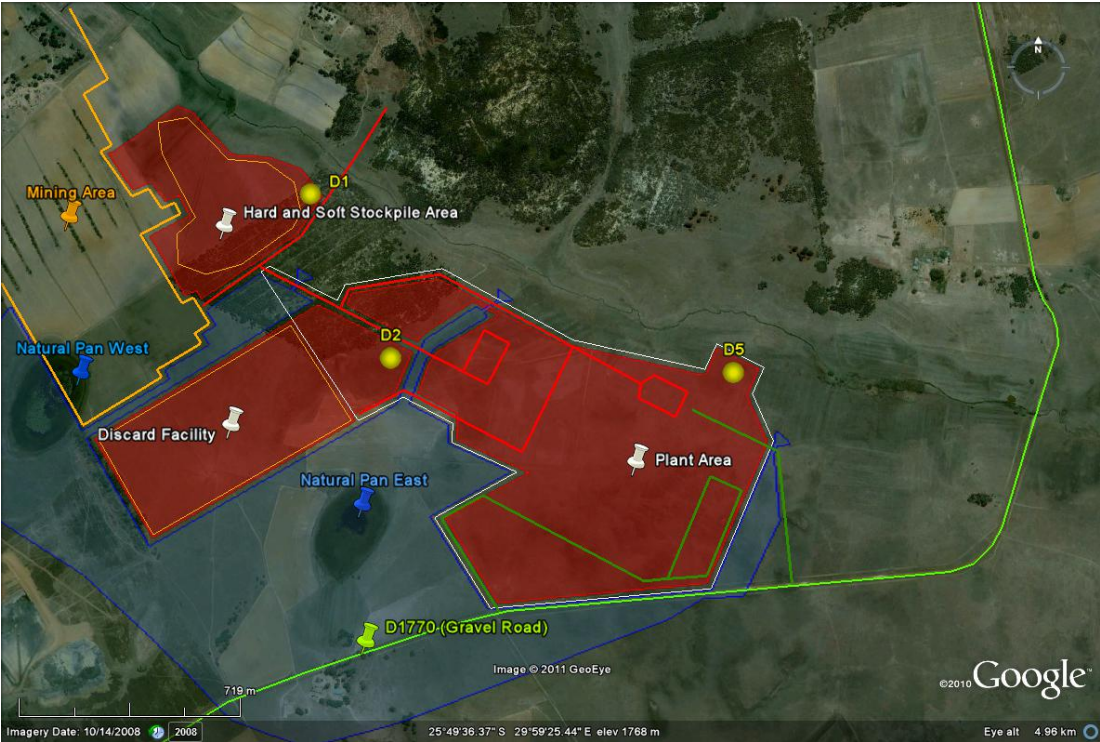 N
D1
Mining Area
Hard and Soft Stockpile Area
D2
Natural Pan West
D5
Discard Facility
Plant Area
Natural Pan East
D1770 (Gravel Road)
Image © 2011 GeoEye
©2010 Google™
719 m
Imagery Date: 10/14/2008 2008 25°49'36.37" S 29°59'25.44" E elev 1768 m Eye alt 4.96 km